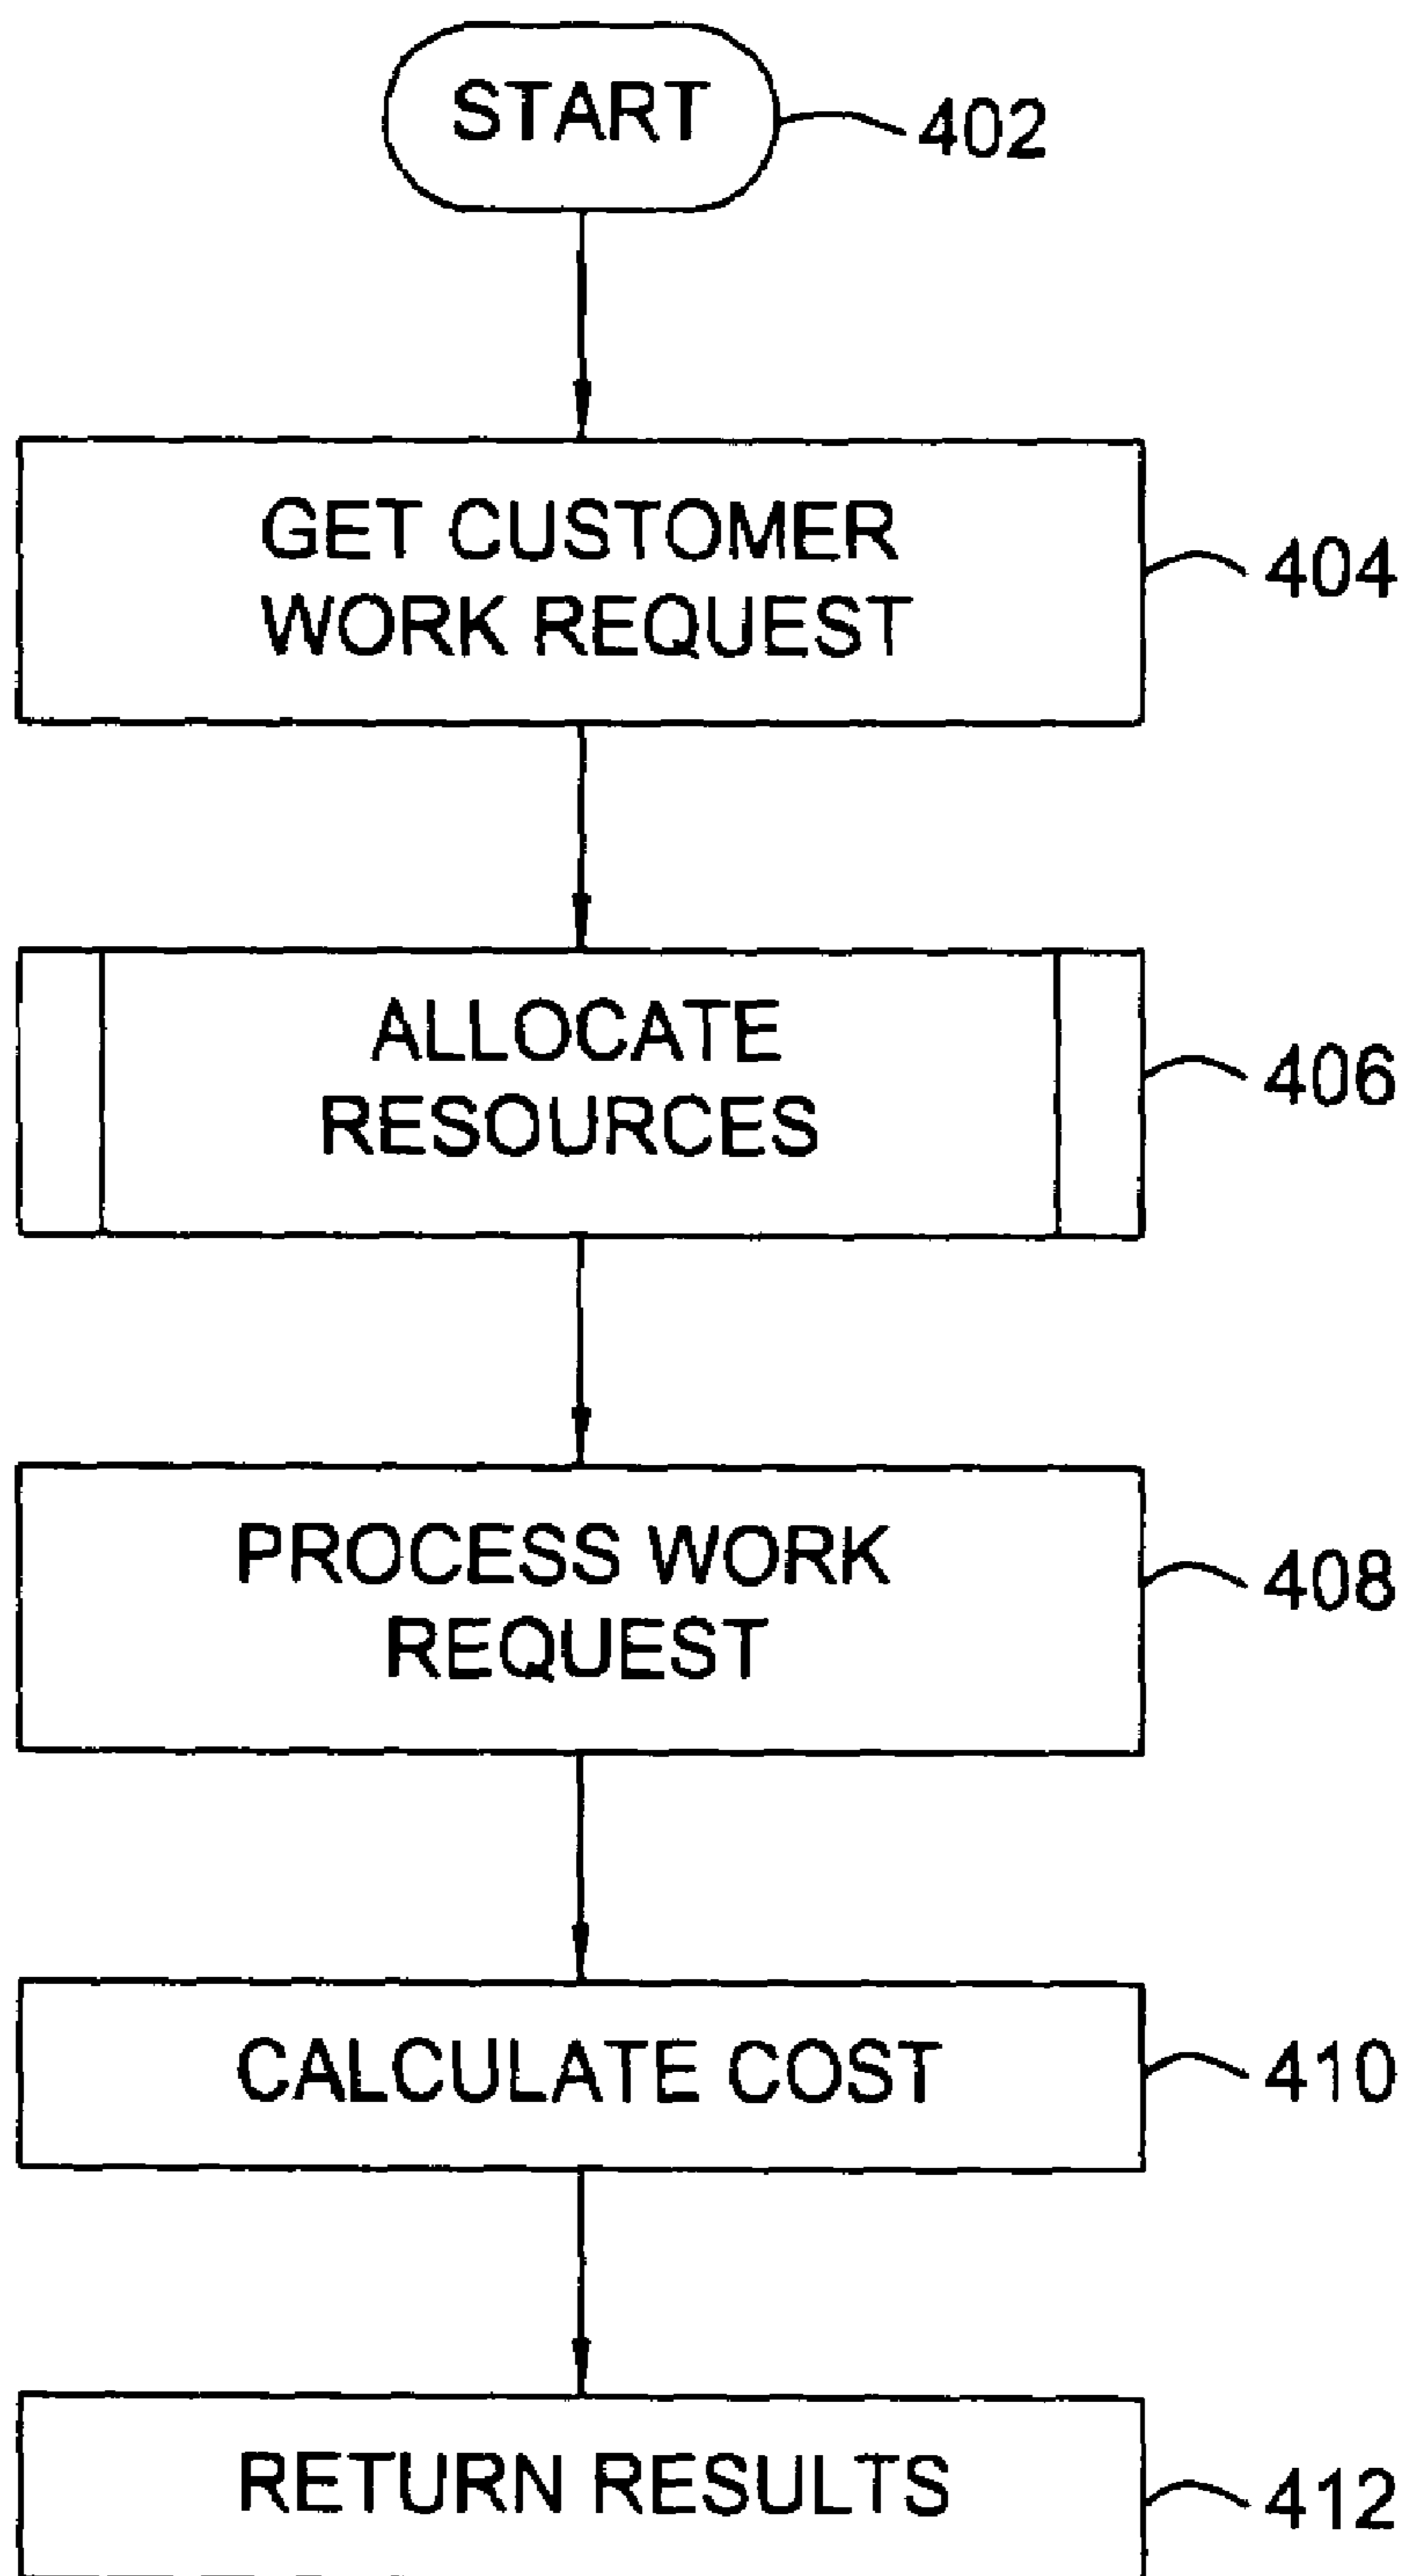 START
402
GET CUSTOMER
WORK REQUEST
404
ALLOCATE
RESOURCES
406
PROCESS WORK
REQUEST
408
CALCULATE COST
410
RETURN RESULTS
412